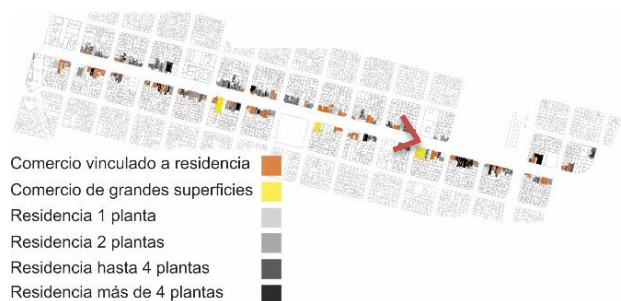 Comercio vinculado a residencia
Comercio de grandes superficies
Residencia 1 planta
Residencia 2 plantas
Residencia hasta 4 plantas
Residencia más de 4 plantas